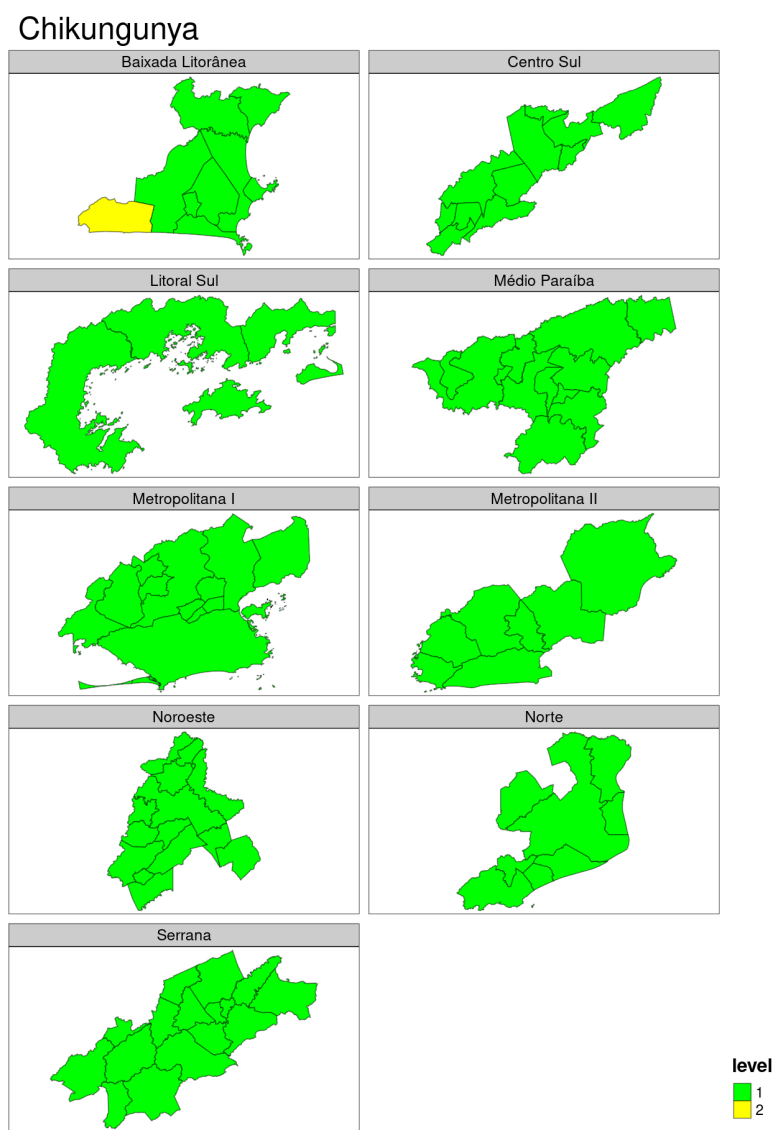 Chikungunya
Baixada Litorânea
Centro Sul
Litoral Sul
Médio Paraíba
Metropolitana I
Metropolitana II
Noroeste
Norte
Serrana
level
1
2